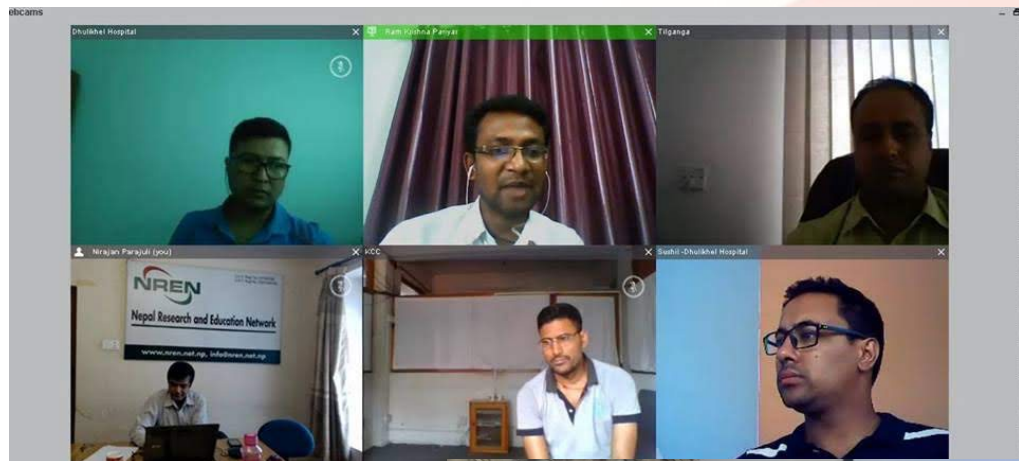 ebcams
Dhulikhel Hospital
Ram Krishna Pariyar
Tilganga
Nirajan Parajuli (you)
KCC
Sushil-Dhulikhel Hospital
NREN
Nepal Research and Education Network
www.nren.net.np, info@nren.net.np